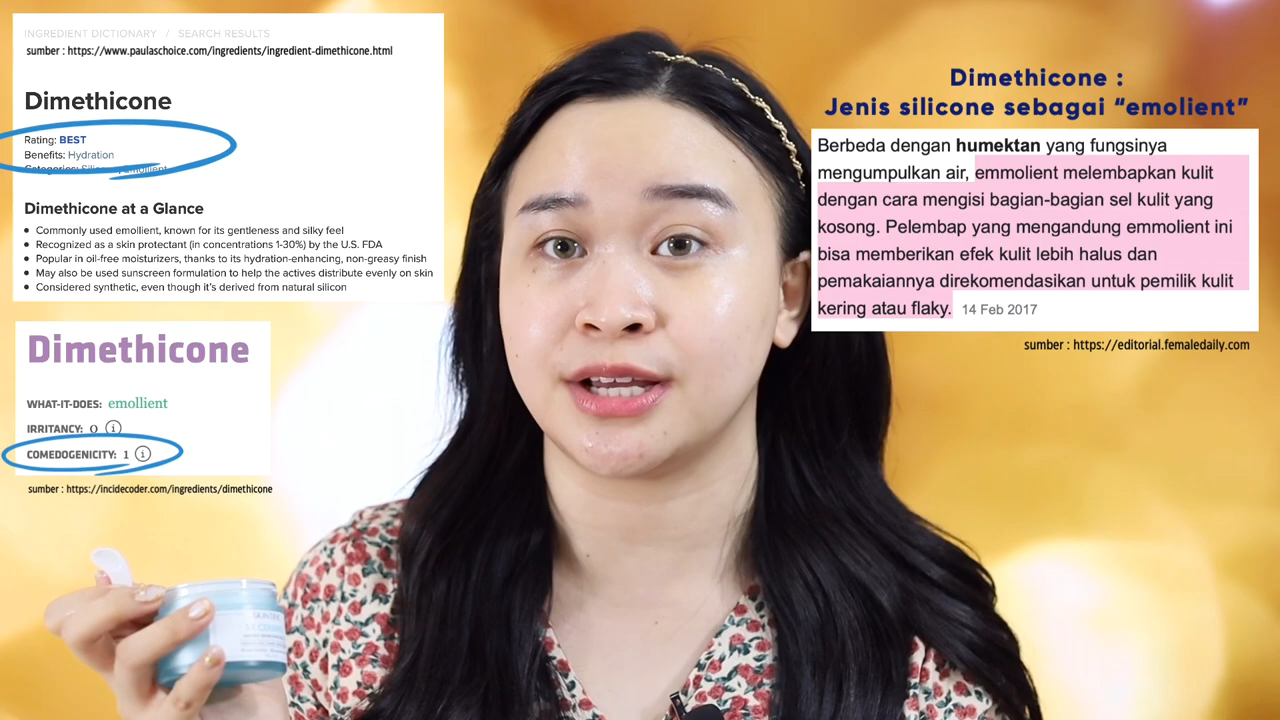 INGREDIENT DICTIONARY / SEARCH RESULTS
sumber : https://www.paulaschoice.com/ingredients/ingredient-dimethicone.html
Dimethicone
Rating: BEST
Benefits: Hydration
Categories: Silicone, Emollient
Dimethicone at a Glance
Commonly used emollient, known for its gentleness and silky feel
Recognized as a skin protectant (in concentrations 1-30%) by the U.S. FDA
Popular in oil-free moisturizers, thanks to its hydration-enhancing, non-greasy finish
May also be used sunscreen formulation to help the actives distribute evenly on skin
Considered synthetic, even though it's derived from natural silicon
Dimethicone
WHAT-IT-DOES: emollient
IRRITANCY: 0 i
COMEDOGENICITY: 1 i
sumber : https://incidecoder.com/ingredients/dimethicone
Dimethicone :
Jenis silicone sebagai “emolient”
Berbeda dengan humektan yang fungsinya
mengumpulkan air, emmolient melembapkan kulit
dengan cara mengisi bagian-bagian sel kulit yang
kosong. Pelembap yang mengandung emmolient ini
bisa memberikan efek kulit lebih halus dan
pemakaiannya direkomendasikan untuk pemilik kulit
kering atau flaky. 14 Feb 2017
sumber : https://editorial.femaledaily.com